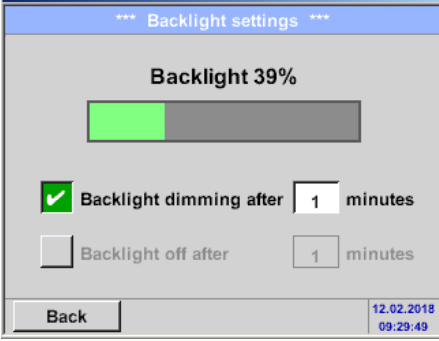 *** Backlight settings ***
Backlight 39%
Backlight dimming after 1 minutes
Backlight off after 1 minutes
Back
12.02.2018
09:29:49